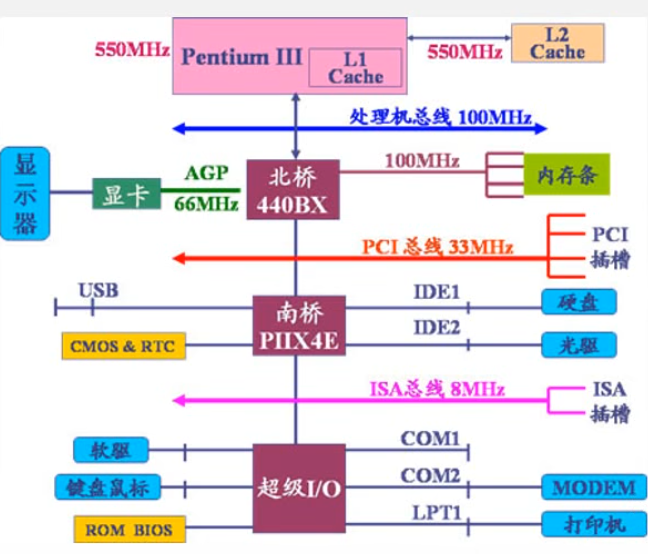 550MHz
Pentium III
L1
Cache
550MHz
L2
Cache
处理机总线 100MHz
显
示
器
显卡
AGP
66MHz
北桥
440BX
100MHz
内存条
PCI 总线 33MHz
PCI
插槽
USB
南桥
PIIX4E
IDE1
硬盘
CMOS & RTC
IDE2
光驱
ISA总线 8MHz
ISA
插槽
软驱
COM1
键盘鼠标
超级I/O
COM2
MODEM
ROM BIOS
LPT1
打印机